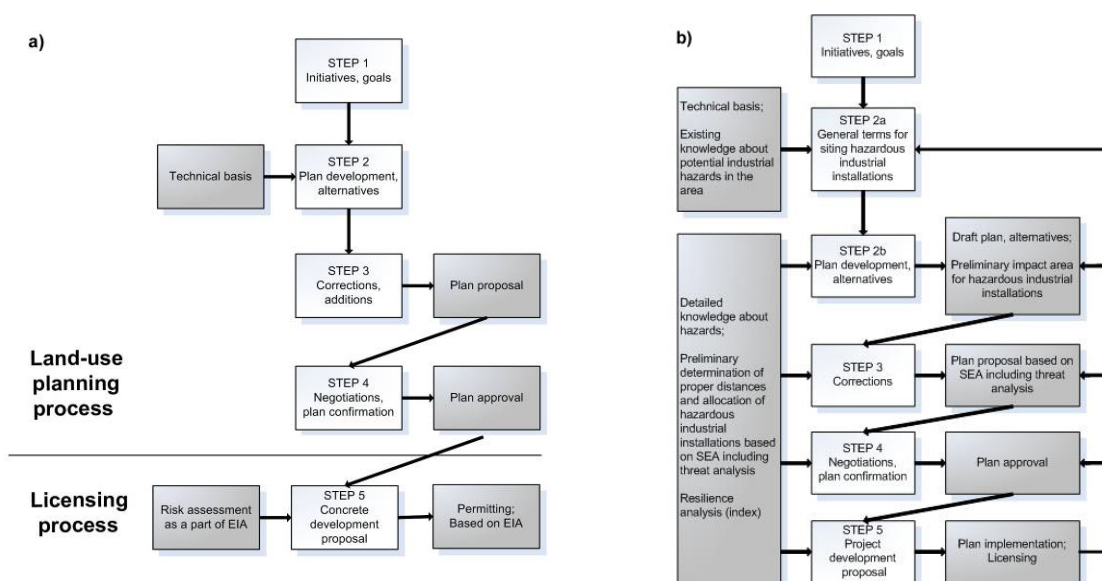 a)
STEP 1
Initiatives, goals
Technical basis
STEP 2
Plan development,
alternatives
STEP 3
Corrections,
additions
Plan proposal
Land-use
planning
process
STEP 4
Negotiations,
plan confirmation
Plan approval
Licensing
process
Risk assessment
as a part of EIA
STEP 5
Concrete
development
proposal
Permitting;
Based on EIA
b)
STEP 1
Initiatives, goals
Technical basis;
Existing
knowledge about
potential industrial
hazards in the
area
STEP 2a
General terms for
siting hazardous
industrial
installations
STEP 2b
Plan development,
alternatives
Draft plan, alternatives;
Preliminary impact area
for hazardous industrial
installations
Detailed
knowledge about
hazards;
Preliminary
determination of
proper distances
and allocation of
hazardous
industrial
installations based
on SEA including
threat analysis
Resilience
analysis (index)
STEP 3
Corrections
Plan proposal based on
SEA including threat
analysis
STEP 4
Negotiations,
plan confirmation
Plan approval
STEP 5
Project
development
proposal
Plan implementation;
Licensing